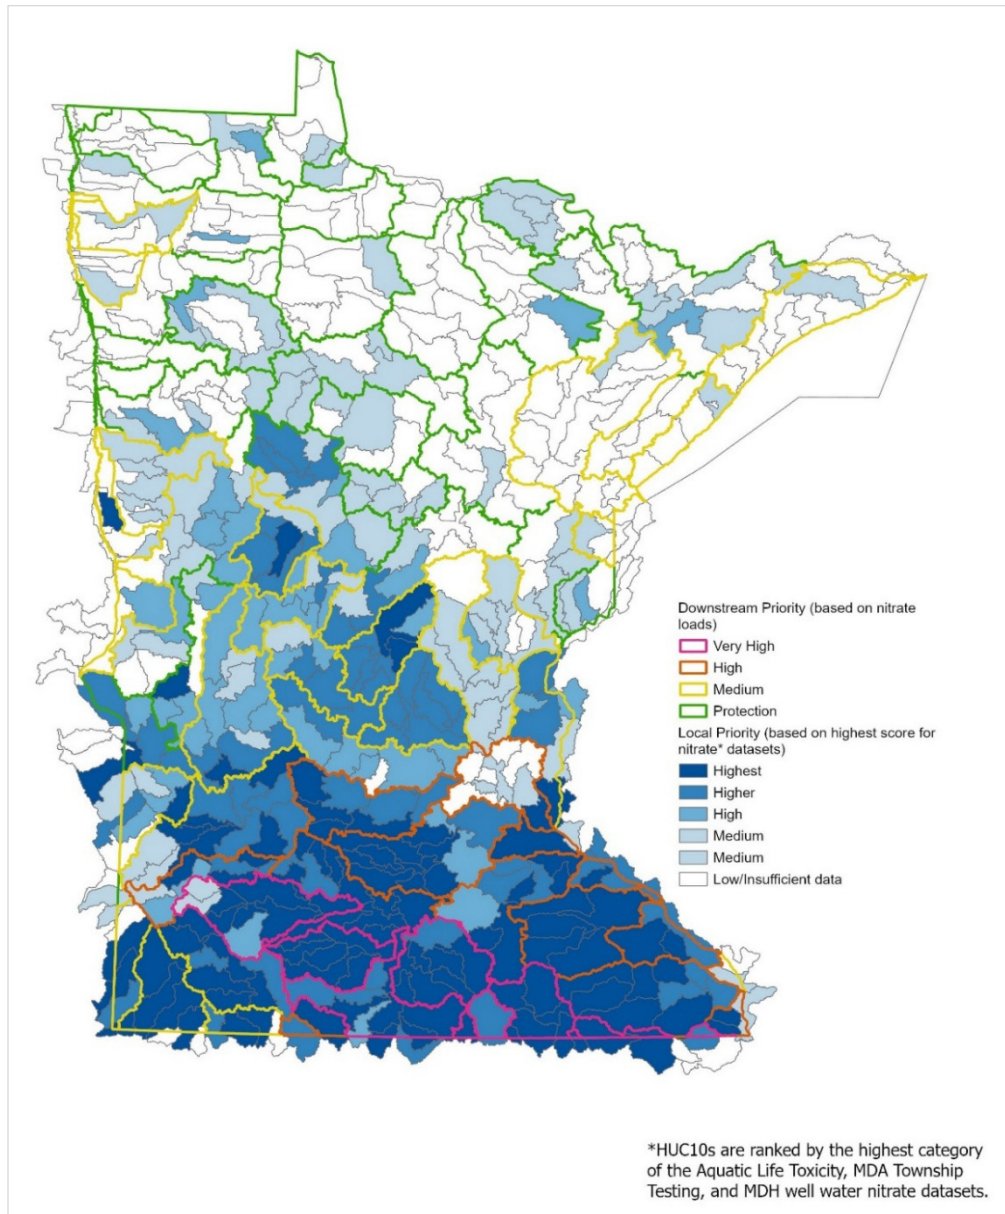 Downstream Priority (based on nitrate
loads)
Very High
High
Medium
Protection
Local Priority (based on highest score for
nitrate* datasets)
Highest
Higher
High
Medium
Medium
Low/Insufficient data
*HUC10s are ranked by the highest category
of the Aquatic Life Toxicity, MDA Township
Testing, and MDH well water nitrate datasets.